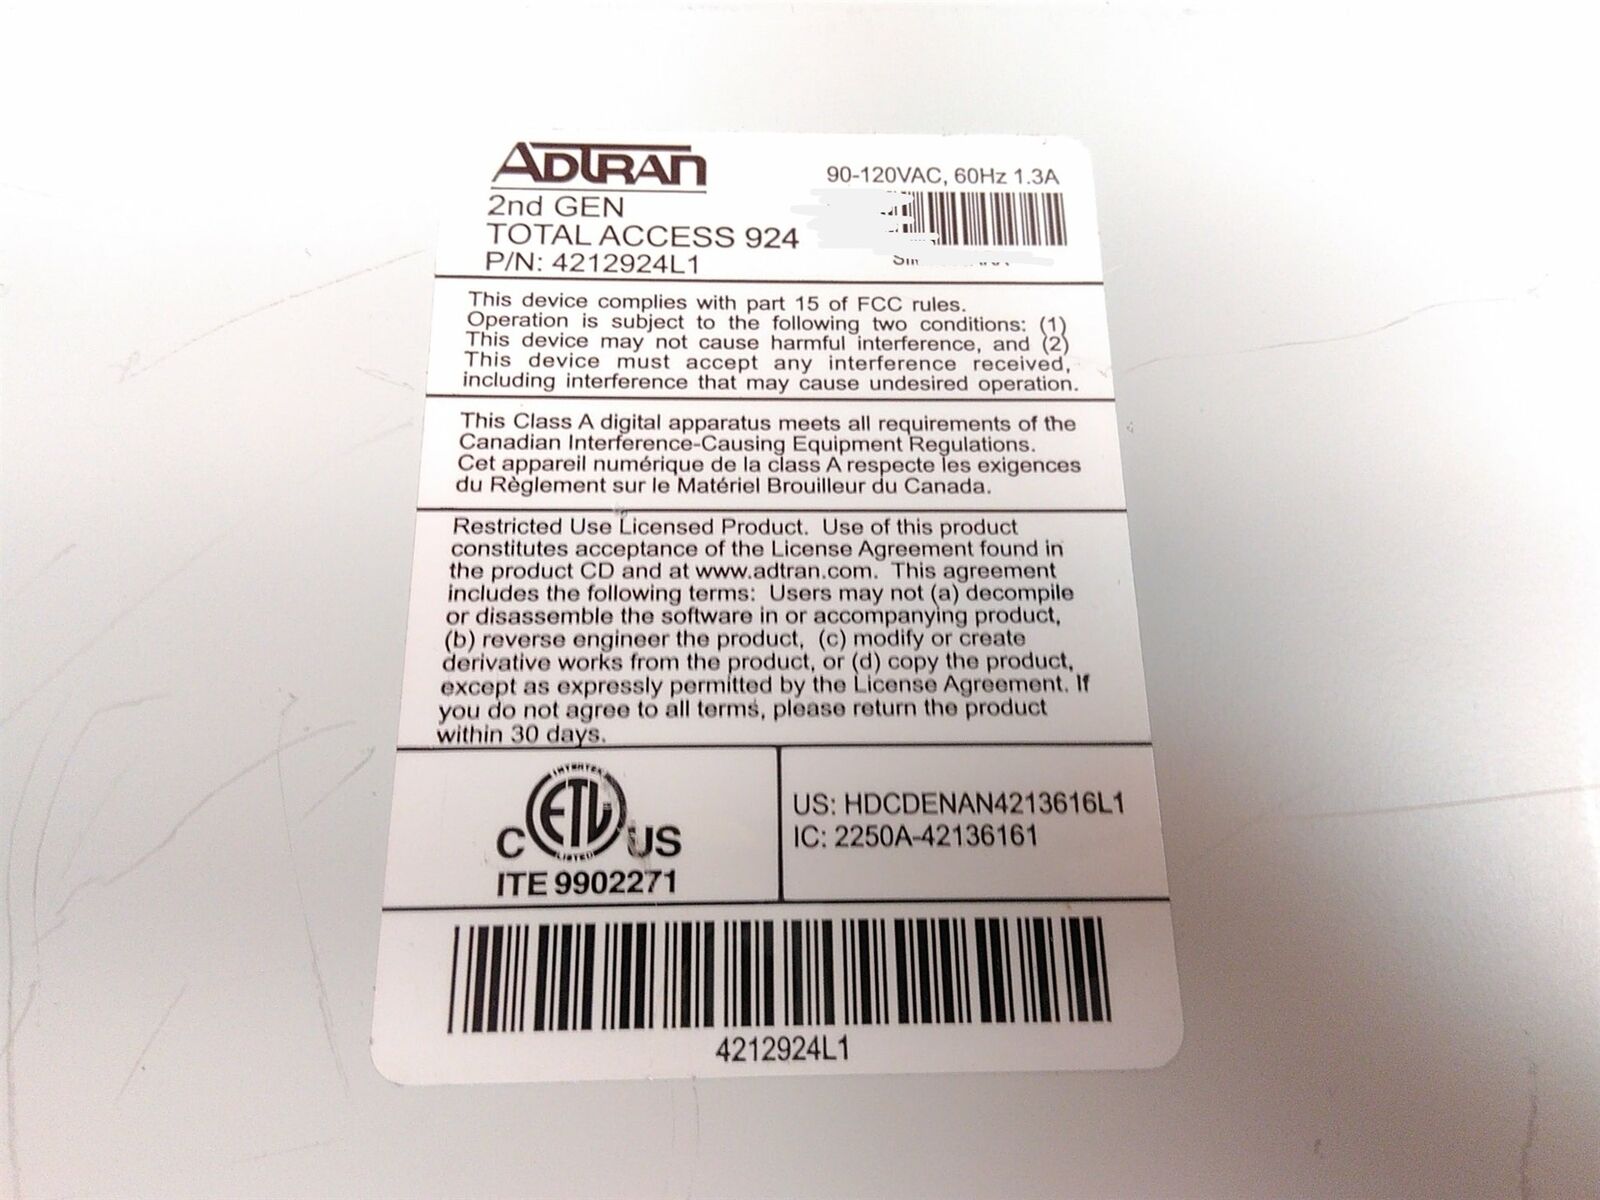 ADTRAN
90-120VAC, 60Hz 1.3A
2nd GEN
TOTAL ACCESS 924
P/N: 4212924L1
This device complies with part 15 of FCC rules.
Operation is subject to the following two conditions: (1)
This device may not cause harmful interference, and (2)
This device must accept any interference received,
including interference that may cause undesired operation.
This Class A digital apparatus meets all requirements of the
Canadian Interference-Causing Equipment Regulations.
Cet appareil numérique de la class A respecte les exigences
du Règlement sur le Matériel Brouilleur du Canada.
Restricted Use Licensed Product. Use of this product
constitutes acceptance of the License Agreement found in
the product CD and at www.adtran.com. This agreement
includes the following terms: Users may not (a) decompile
or disassemble the software in or accompanying product,
(b) reverse engineer the product, (c) modify or create
derivative works from the product, or (d) copy the product,
except as expressly permitted by the License Agreement. If
you do not agree to all terms, please return the product
within 30 days.
INTERTEK
C ETL US
LISTED
ITE 9902271
US: HDCDENAN4213616L1
IC: 2250A-42136161
4212924L1